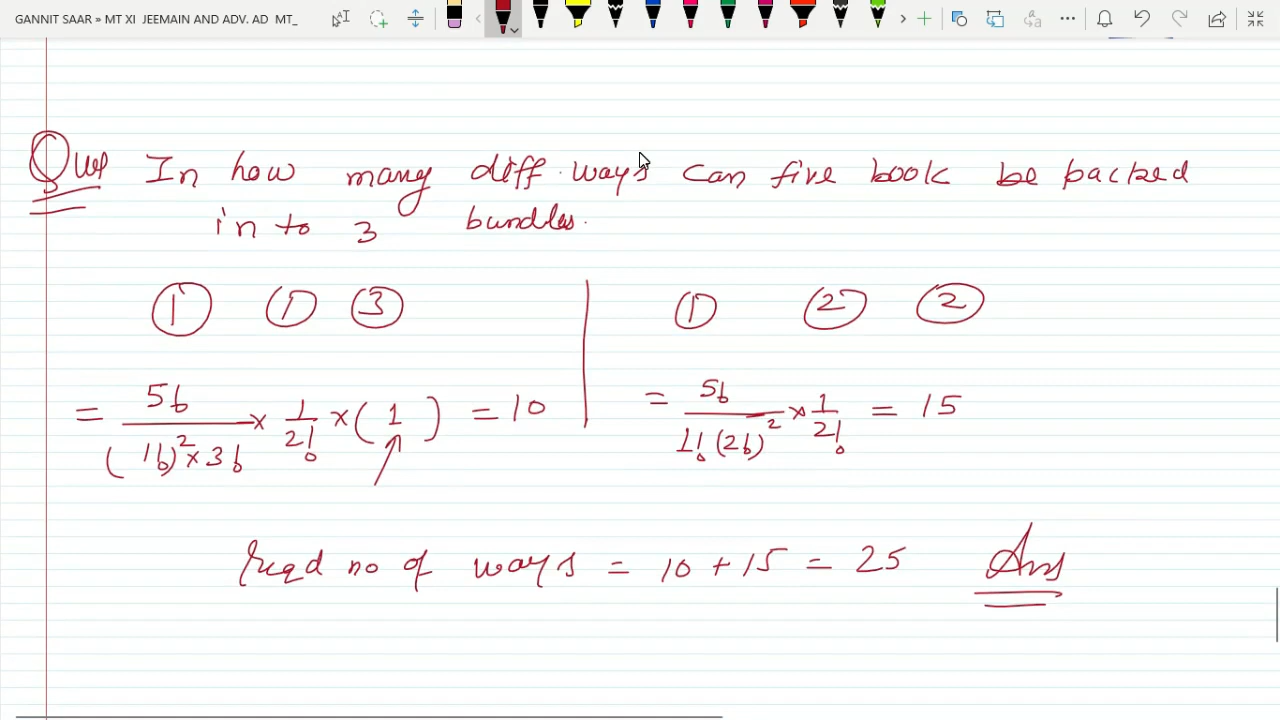 GANNIT SAAR » MT XI JEEMAIN AND ADV. AD MT_
Ques In how many diff. ways can five book be packed
in to 3 bundles.
1 1 3
1 2 2
= 5! / ((1!)^2 × 3!) × 1/2! × (1) = 10
= 5! / (1! (2!)^2) × 1/2! = 15
reqd no of ways = 10 + 15 = 25 Ans